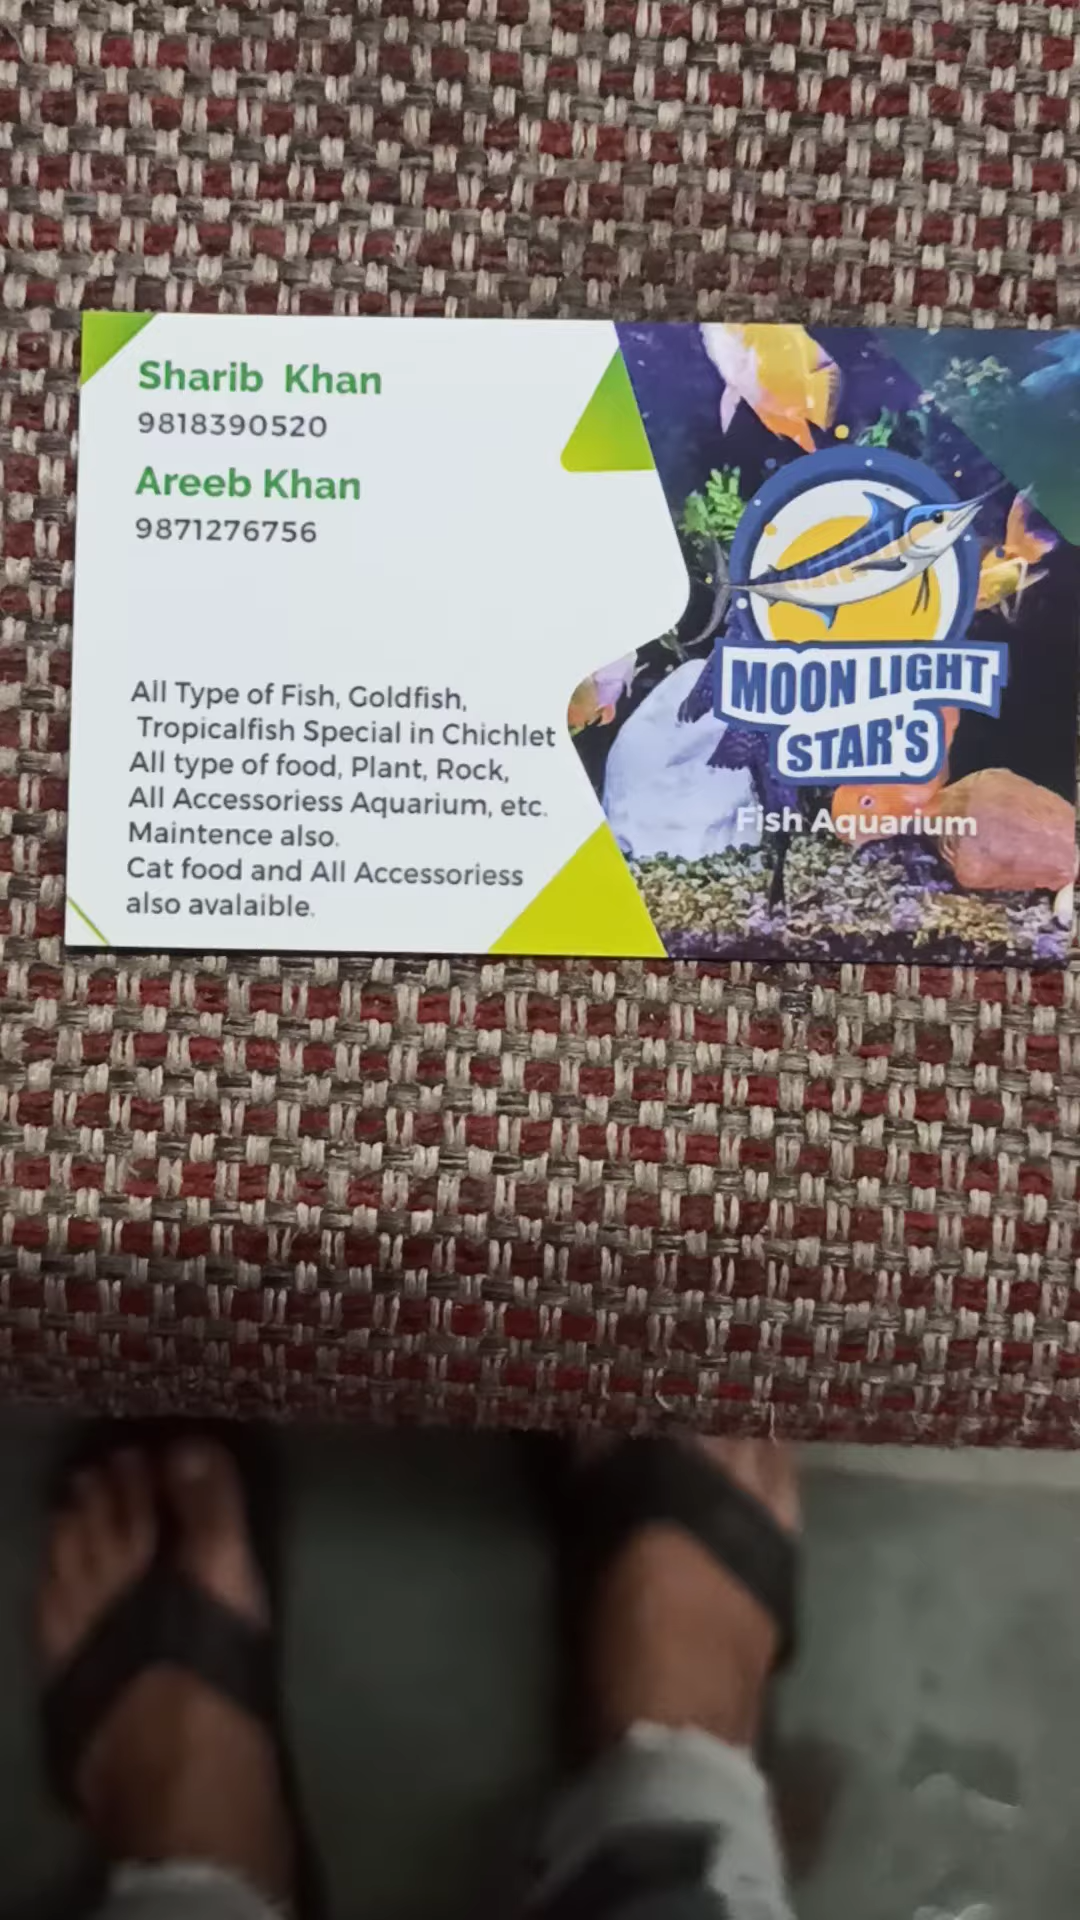 Sharib Khan
9818390520
Areeb Khan
9871276756
All Type of Fish, Goldfish,
Tropicalfish Special in Chichlet
All type of food, Plant, Rock,
All Accessoriess Aquarium, etc.
Maintence also.
Cat food and All Accessoriess
also avalaible.
MOON LIGHT
STAR'S
Fish Aquarium